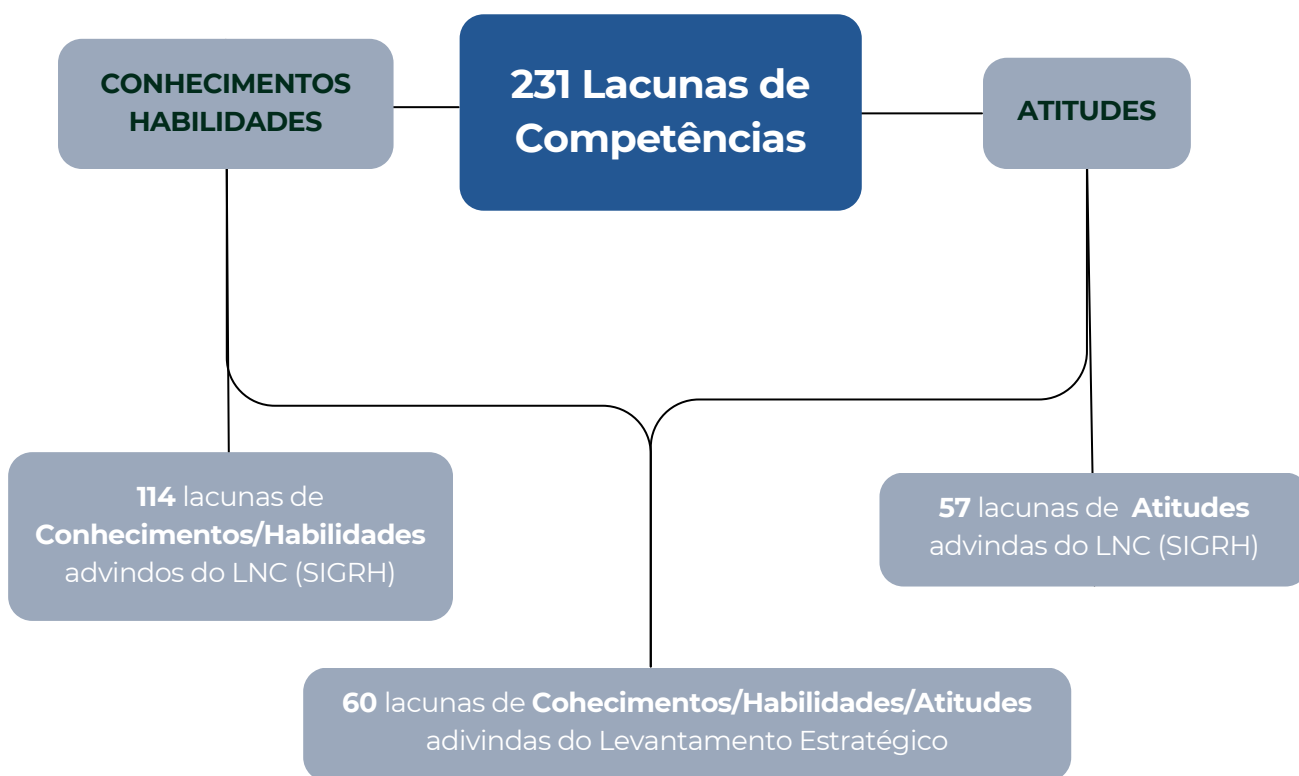 CONHECIMENTOS
HABILIDADES
231 Lacunas de
Competências
ATITUDES
114 lacunas de
Conhecimentos/Habilidades
advindos do LNC (SIGRH)
57 lacunas de Atitudes
advindas do LNC (SIGRH)
60 lacunas de Cohecimentos/Habilidades/Atitudes
adivindas do Levantamento Estratégico